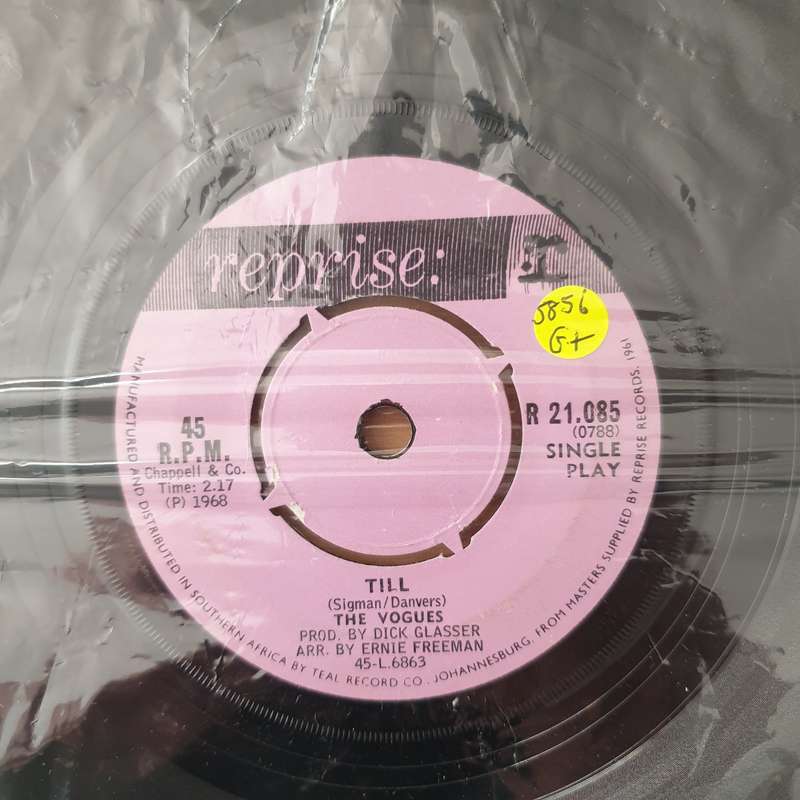 reprise:
5856
G+
45
R.P.M.
Chappell & Co.
Time: 2.17
(P) 1968
R 21.085
(0788)
SINGLE
PLAY
TILL
(Sigman/Danvers)
THE VOGUES
PROD. BY DICK GLASSER
ARR. BY ERNIE FREEMAN
45-L.6863
MANUFACTURED AND DISTRIBUTED IN SOUTHERN AFRICA BY TEAL RECORD CO., JOHANNESBURG, FROM MASTERS SUPPLIED BY REPRISE RECORDS, 1961